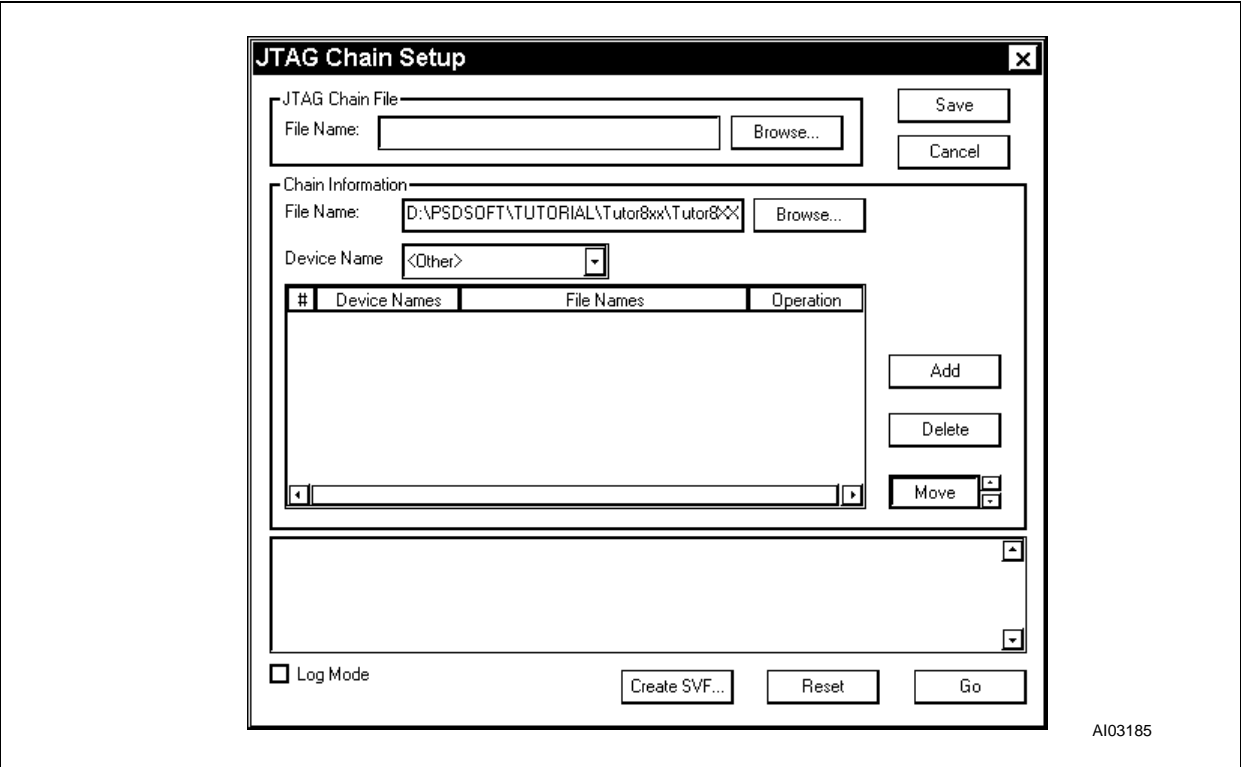 JTAG Chain Setup
JTAG Chain File
File Name:
Browse...
Save
Cancel
Chain Information
File Name:
D:\PSDSOFT\TUTORIAL\Tutor8xx\Tutor8XX
Browse...
Device Name
<Other>
# Device Names File Names Operation
Add
Delete
Move
Log Mode
Create SVF...
Reset
Go
AI03185